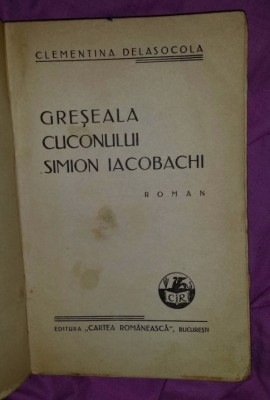 CLEMENTINA DELASOCOLA
GREŞEALA
CUCONULUI
SIMION IACOBACHI
ROMAN
CR
EDITURA „CARTEA ROMÂNEASCĂ”, BUCUREŞTI